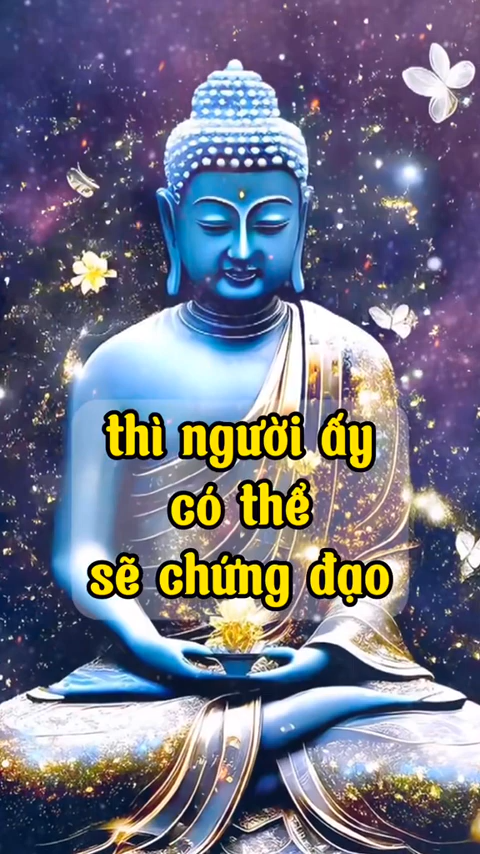 thì người ấy
có thể
sẽ chứng đạo